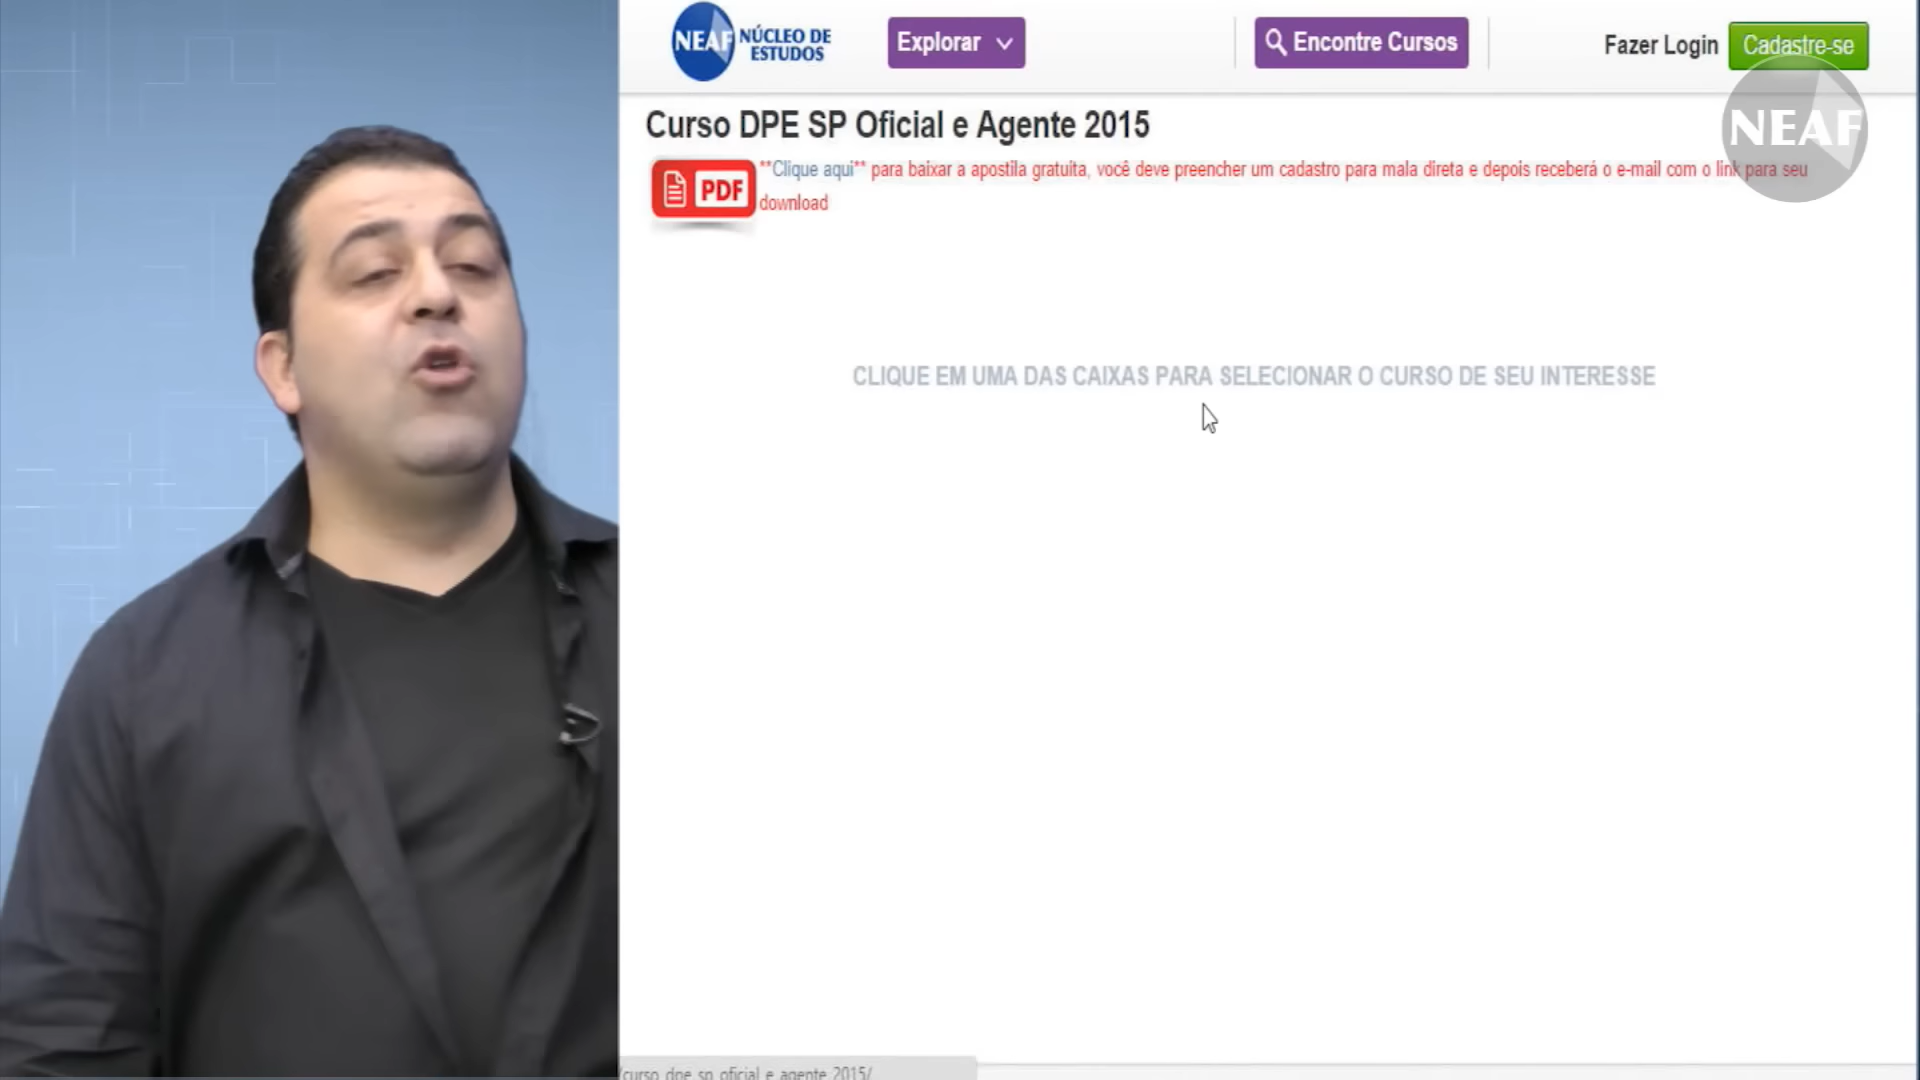 NEAF NÚCLEO DE
ESTUDOS
Explorar
Encontre Cursos
Fazer Login
Cadastre-se
NEAF
Curso DPE SP Oficial e Agente 2015
PDF
**Clique aqui** para baixar a apostila gratuita, você deve preencher um cadastro para mala direta e depois receberá o e-mail com o link para seu
download
CLIQUE EM UMA DAS CAIXAS PARA SELECIONAR O CURSO DE SEU INTERESSE
/curso_dpe_sp_oficial_e_agente_2015/